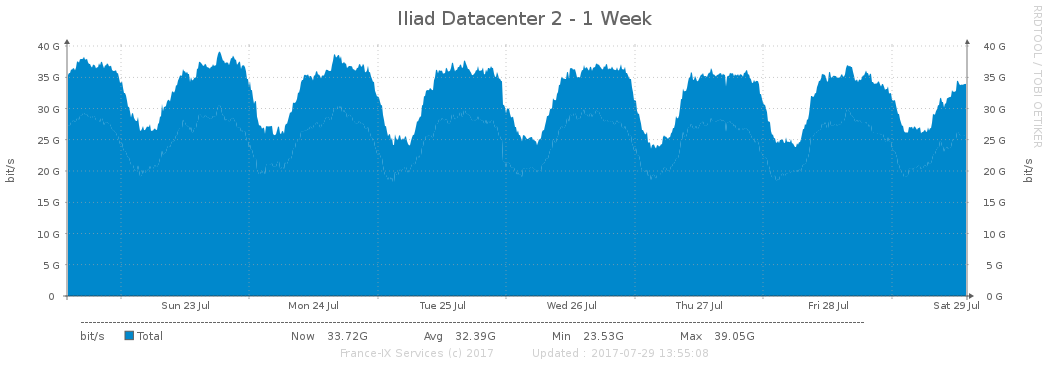 Iliad Datacenter 2 - 1 Week
RRDTOOL / TOBI OETIKER
40 G 40 G
35 G 35 G
30 G 30 G
25 G 25 G
20 G 20 G
15 G 15 G
10 G 10 G
5 G 5 G
0 0 G
bit/s bit/s
Sun 23 Jul Mon 24 Jul Tue 25 Jul Wed 26 Jul Thu 27 Jul Fri 28 Jul Sat 29 Jul
bit/s Total Now 33.72G Avg 32.39G Min 23.53G Max 39.05G
France-IX Services (c) 2017 Updated : 2017-07-29 13:55:08